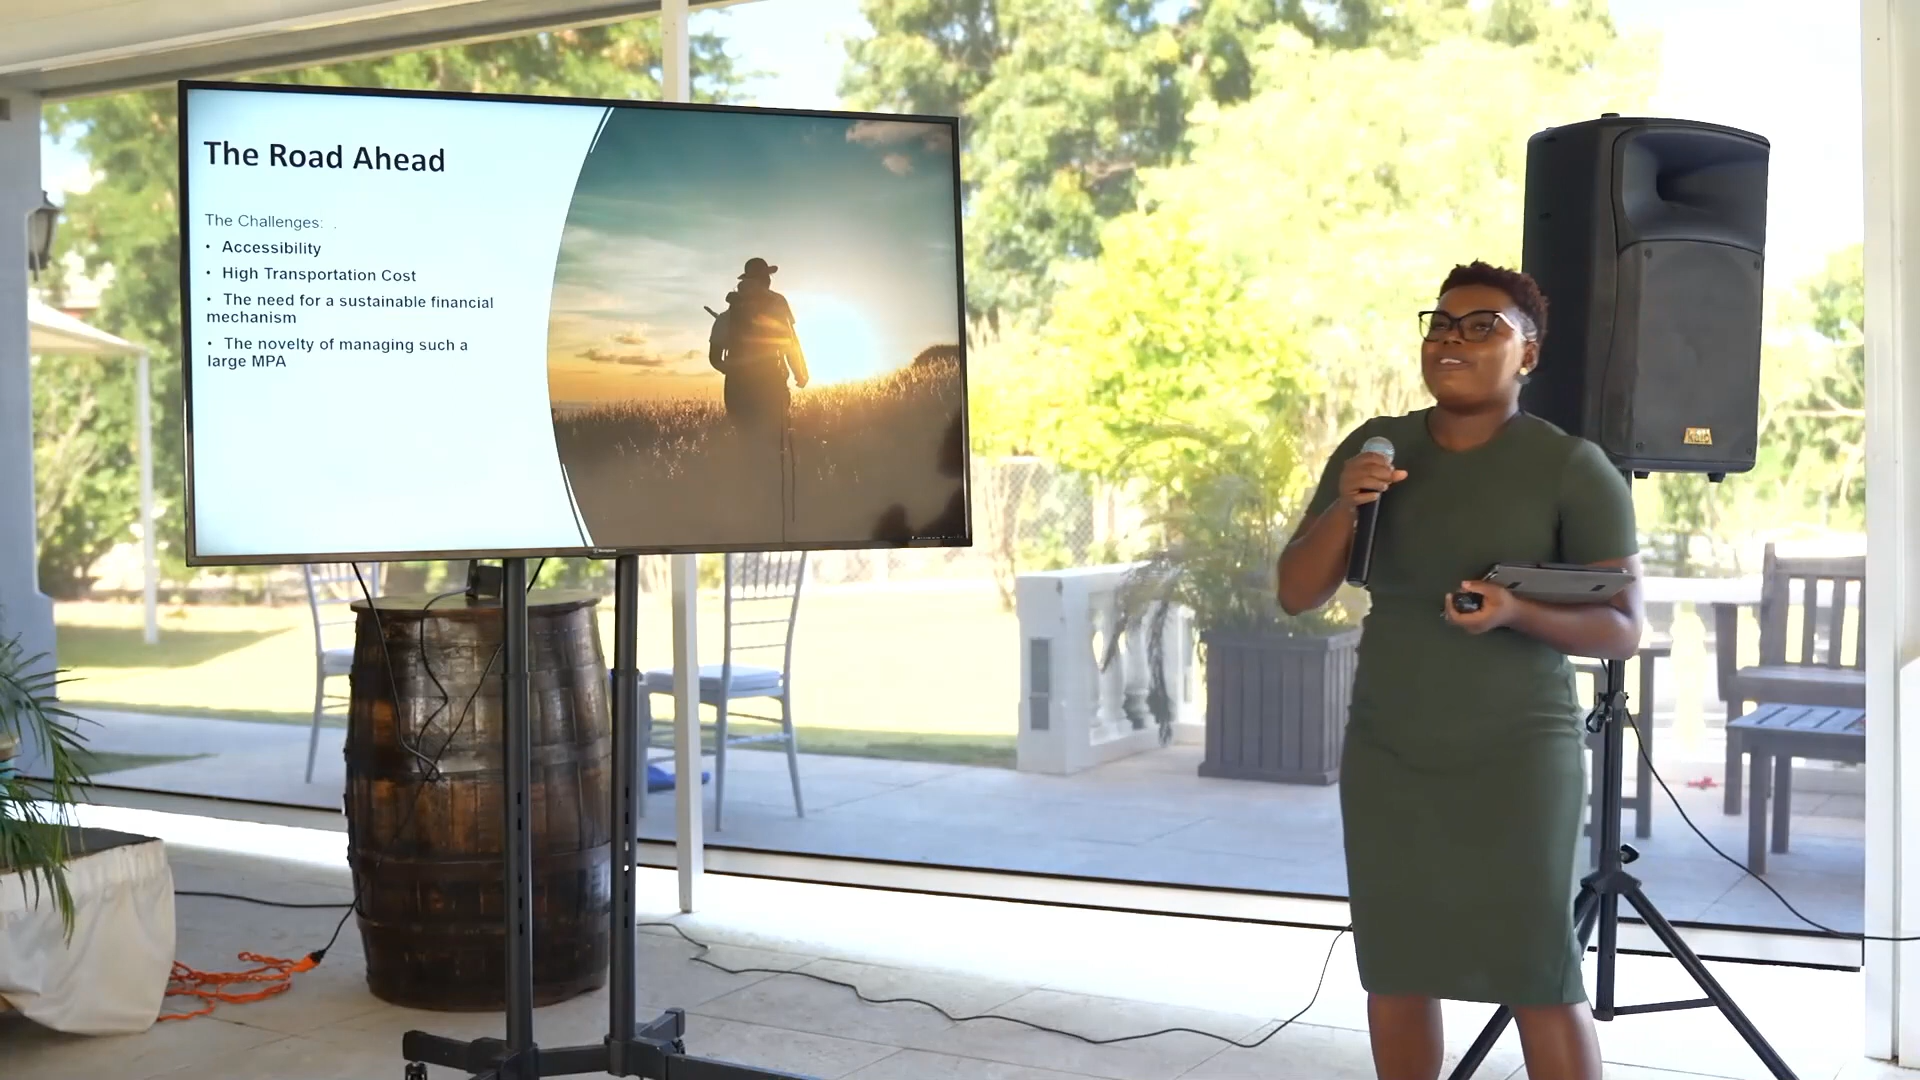 The Road Ahead
The Challenges: .
• Accessibility
• High Transportation Cost
• The need for a sustainable financial
mechanism
• The novelty of managing such a
large MPA